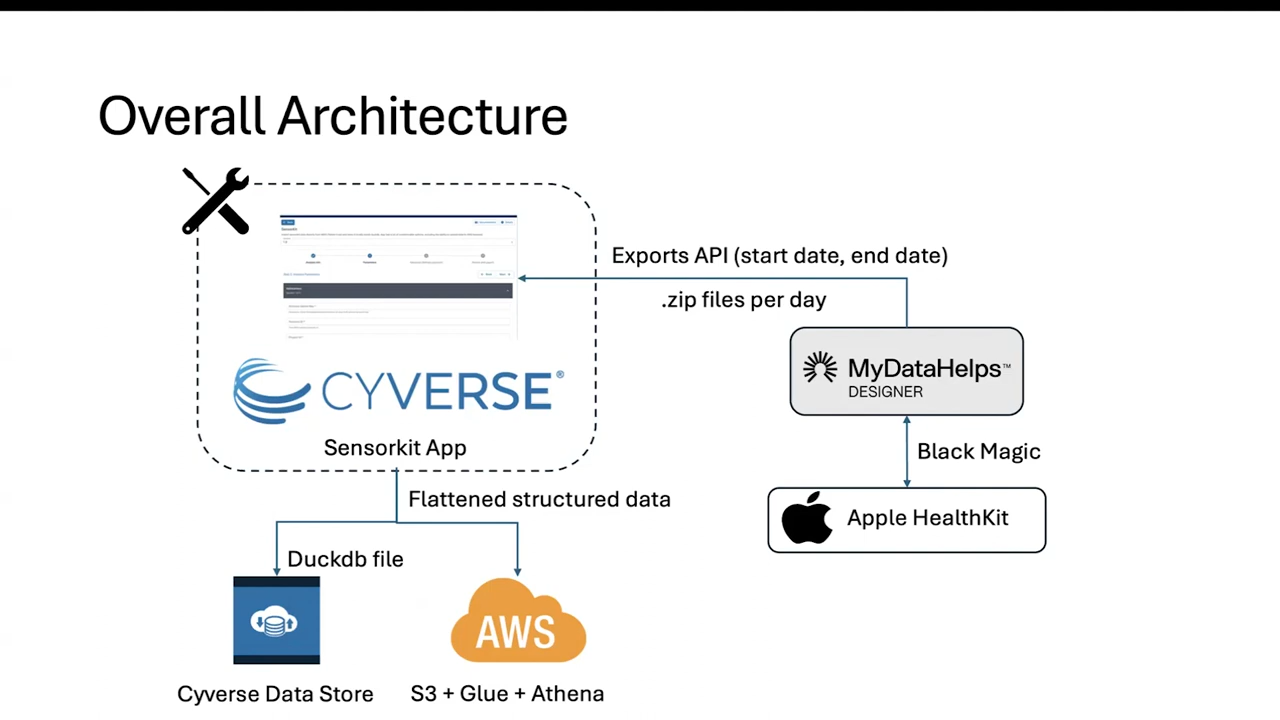 Overall Architecture
Exports API (start date, end date)
.zip files per day
MyDataHelps™
DESIGNER
CYVERSE®
Sensorkit App
Black Magic
Apple HealthKit
Flattened structured data
Duckdb file
AWS
Cyverse Data Store
S3 + Glue + Athena